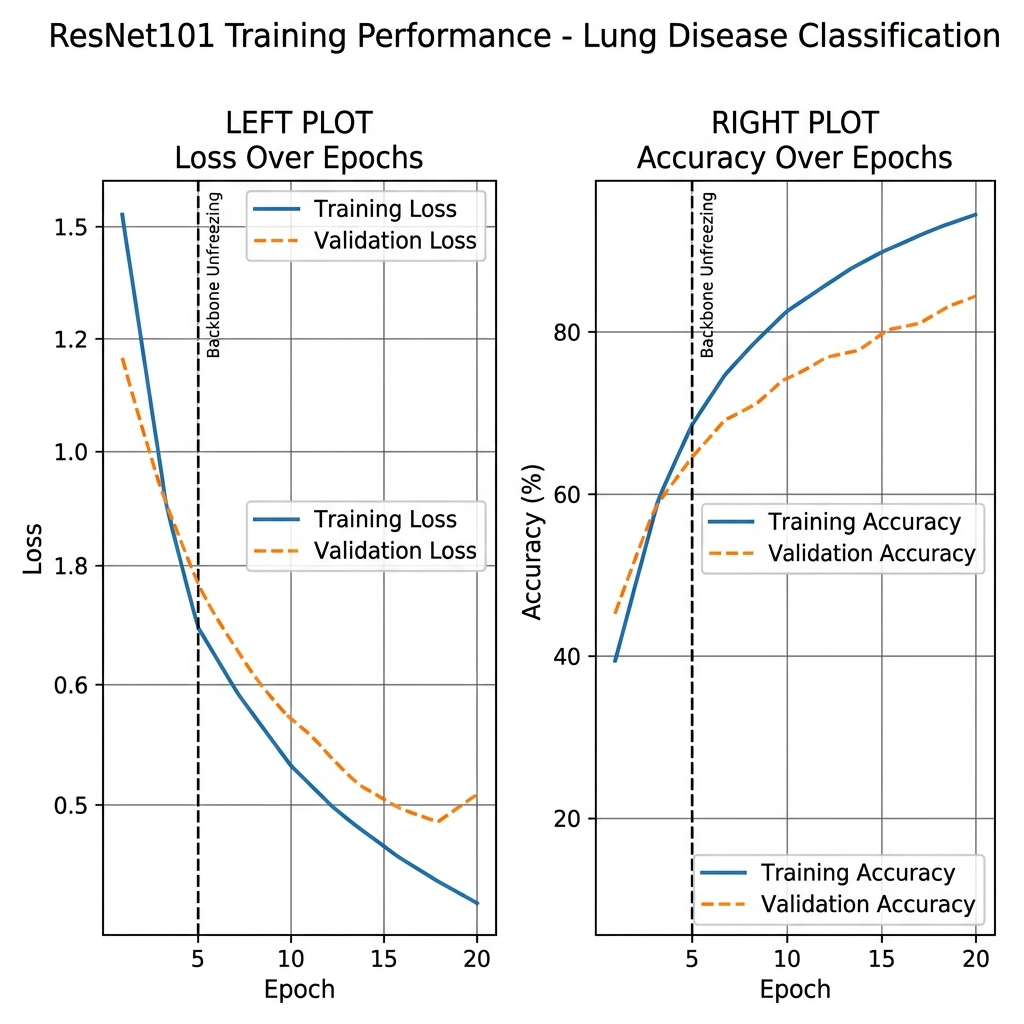 ResNet101 Training Performance - Lung Disease Classification
LEFT PLOT
Loss Over Epochs
Loss
1.5
1.2
1.0
1.8
0.6
0.5
Backbone Unfreezing
Training Loss
Validation Loss
Training Loss
Validation Loss
5
10
15
20
Epoch
RIGHT PLOT
Accuracy Over Epochs
Accuracy (%)
80
60
40
20
Backbone Unfreezing
Training Accuracy
Validation Accuracy
Training Accuracy
Validation Accuracy
5
10
15
20
Epoch